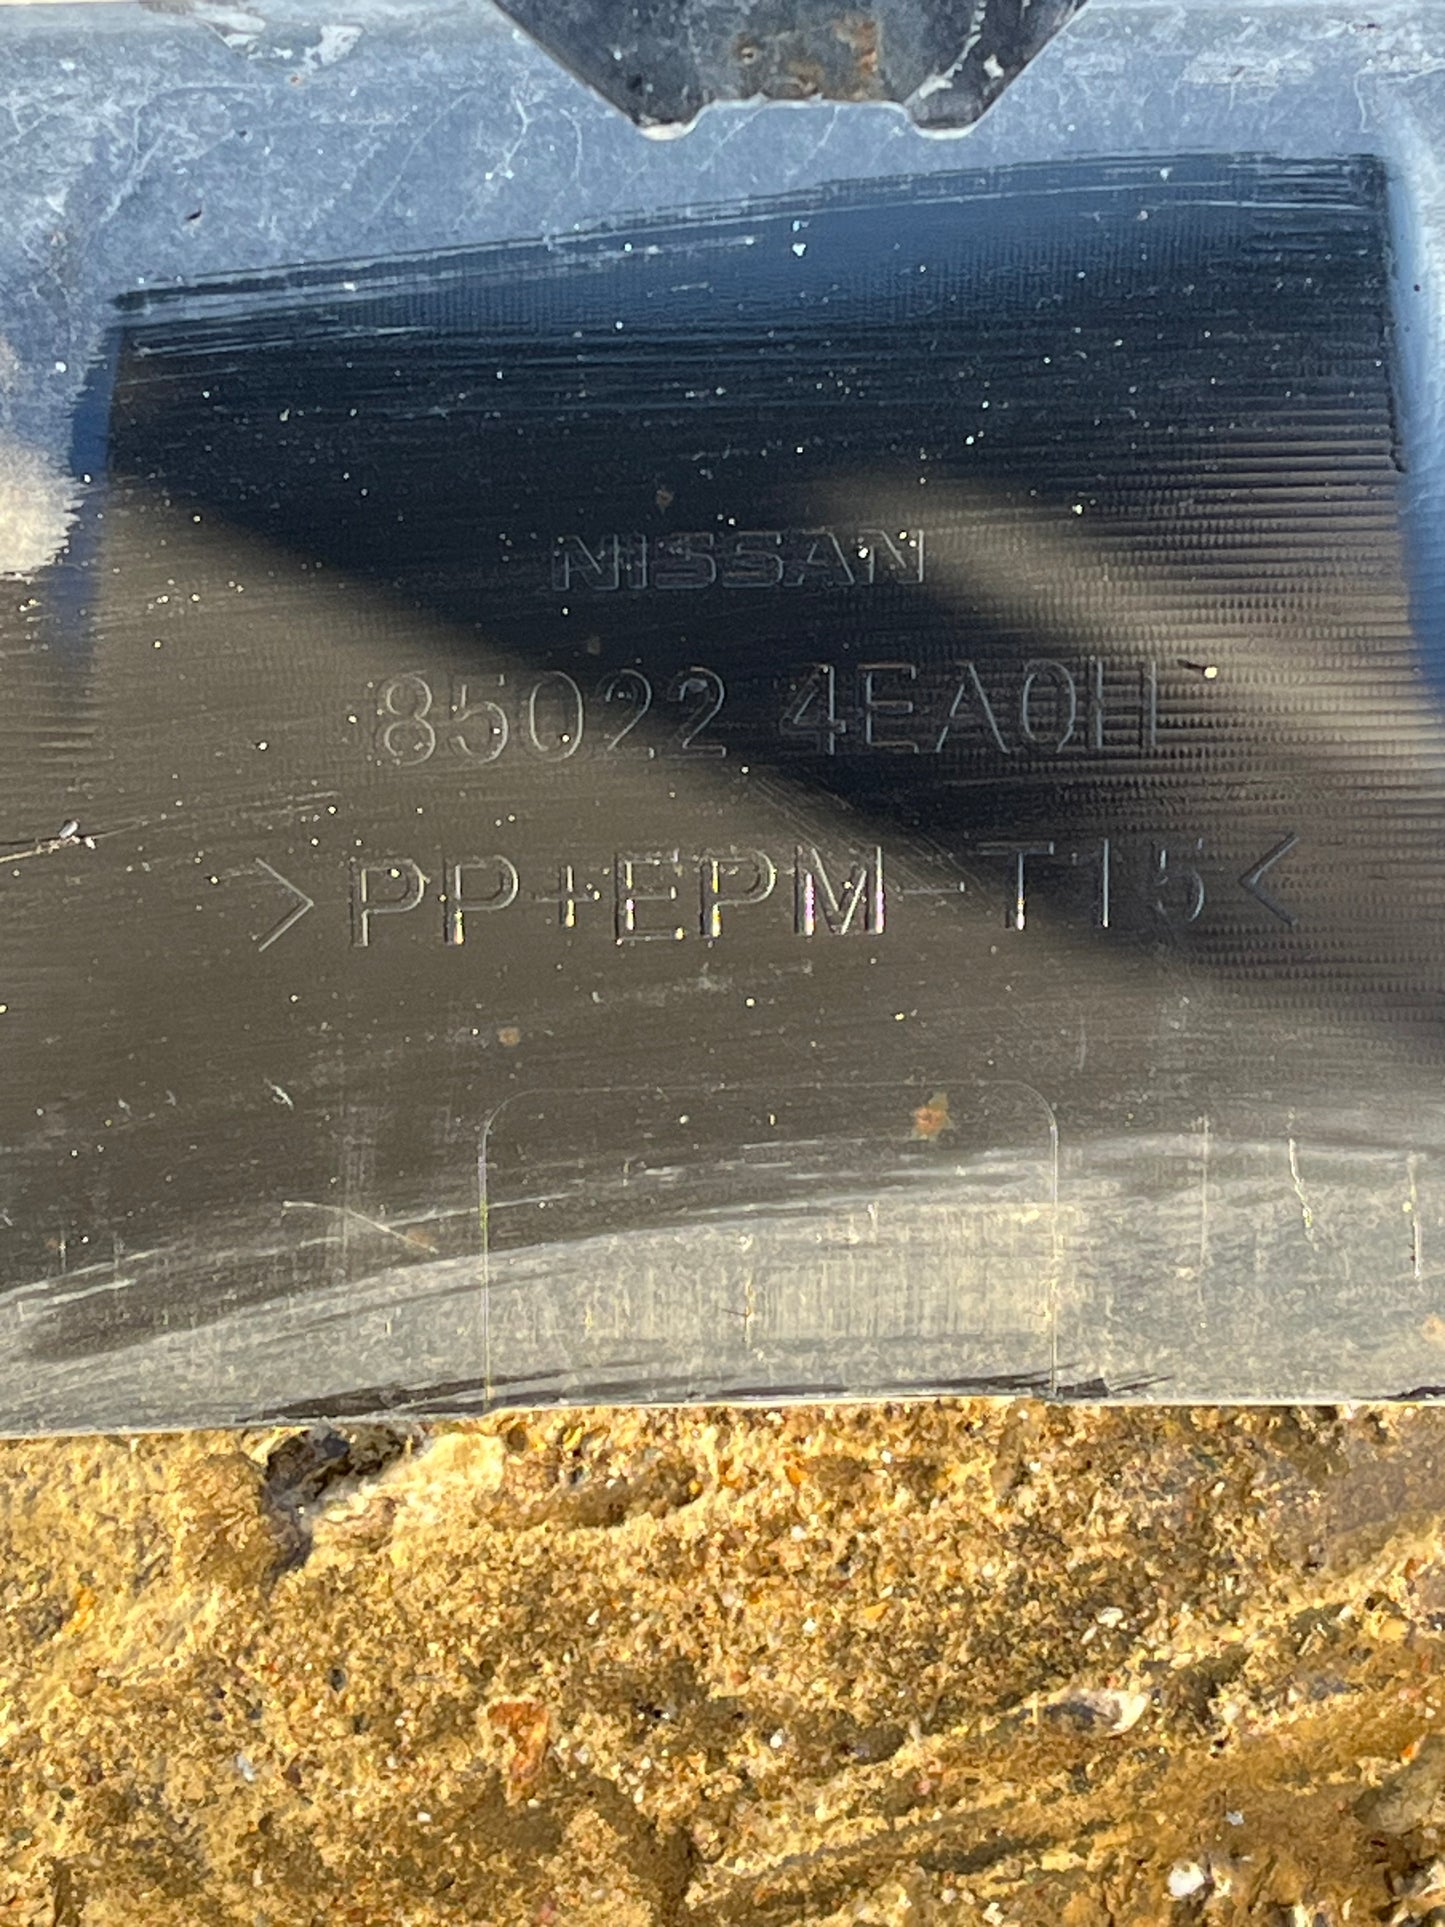 NISSAN
85022 4EA0H
>PP+EPM-T15<